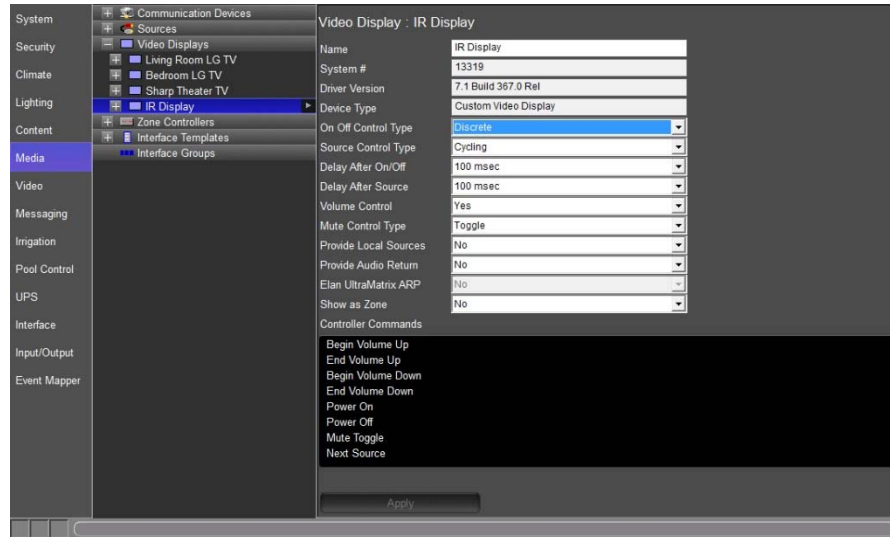 System
Security
Climate
Lighting
Content
Media
Video
Messaging
Irrigation
Pool Control
UPS
Interface
Input/Output
Event Mapper
Communication Devices
Sources
Video Displays
Living Room LG TV
Bedroom LG TV
Sharp Theater TV
IR Display
Zone Controllers
Interface Templates
Interface Groups
Video Display : IR Display
Name IR Display
System # 13319
Driver Version 7.1 Build 367.0 Rel
Device Type Custom Video Display
On Off Control Type Discrete
Source Control Type Cycling
Delay After On/Off 100 msec
Delay After Source 100 msec
Volume Control Yes
Mute Control Type Toggle
Provide Local Sources No
Provide Audio Return No
Elan UltraMatrix ARP No
Show as Zone No
Controller Commands
Begin Volume Up
End Volume Up
Begin Volume Down
End Volume Down
Power On
Power Off
Mute Toggle
Next Source
Apply